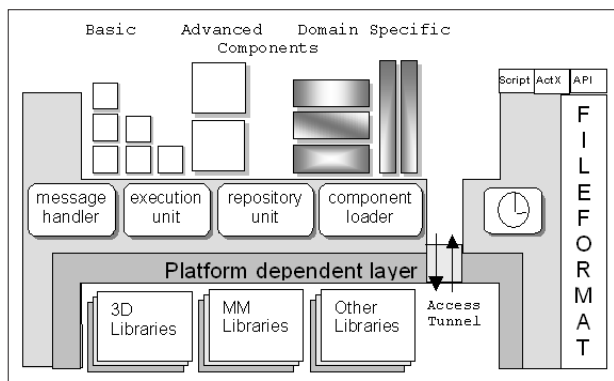 Basic Advanced Domain Specific
Components
Script ActX API
FILEFORMAT
message handler
execution unit
repository unit
component loader
Platform dependent layer
Access Tunnel
3D Libraries
MM Libraries
Other Libraries